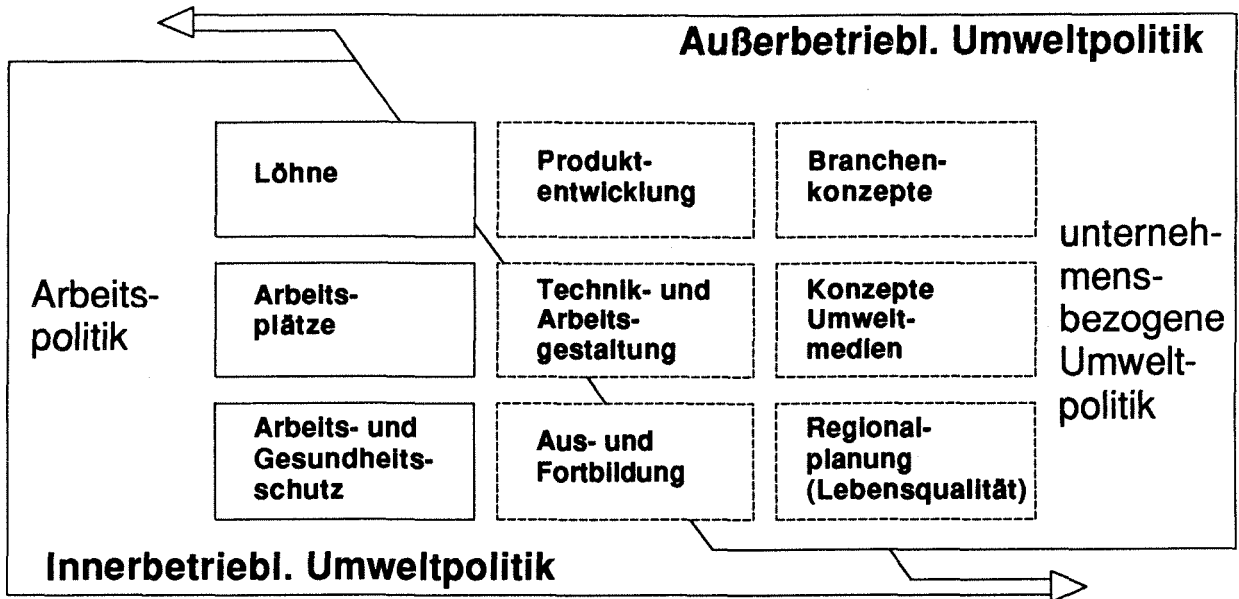 Außerbetriebl. Umweltpolitik
Arbeits-
politik
Löhne
Produkt-
entwicklung
Branchen-
konzepte
Arbeits-
plätze
Technik- und
Arbeits-
gestaltung
Konzepte
Umwelt-
medien
Arbeits- und
Gesundheits-
schutz
Aus- und
Fortbildung
Regional-
planung
(Lebensqualität)
unterneh-
mens-
bezogene
Umwelt-
politik
Innerbetriebl. Umweltpolitik